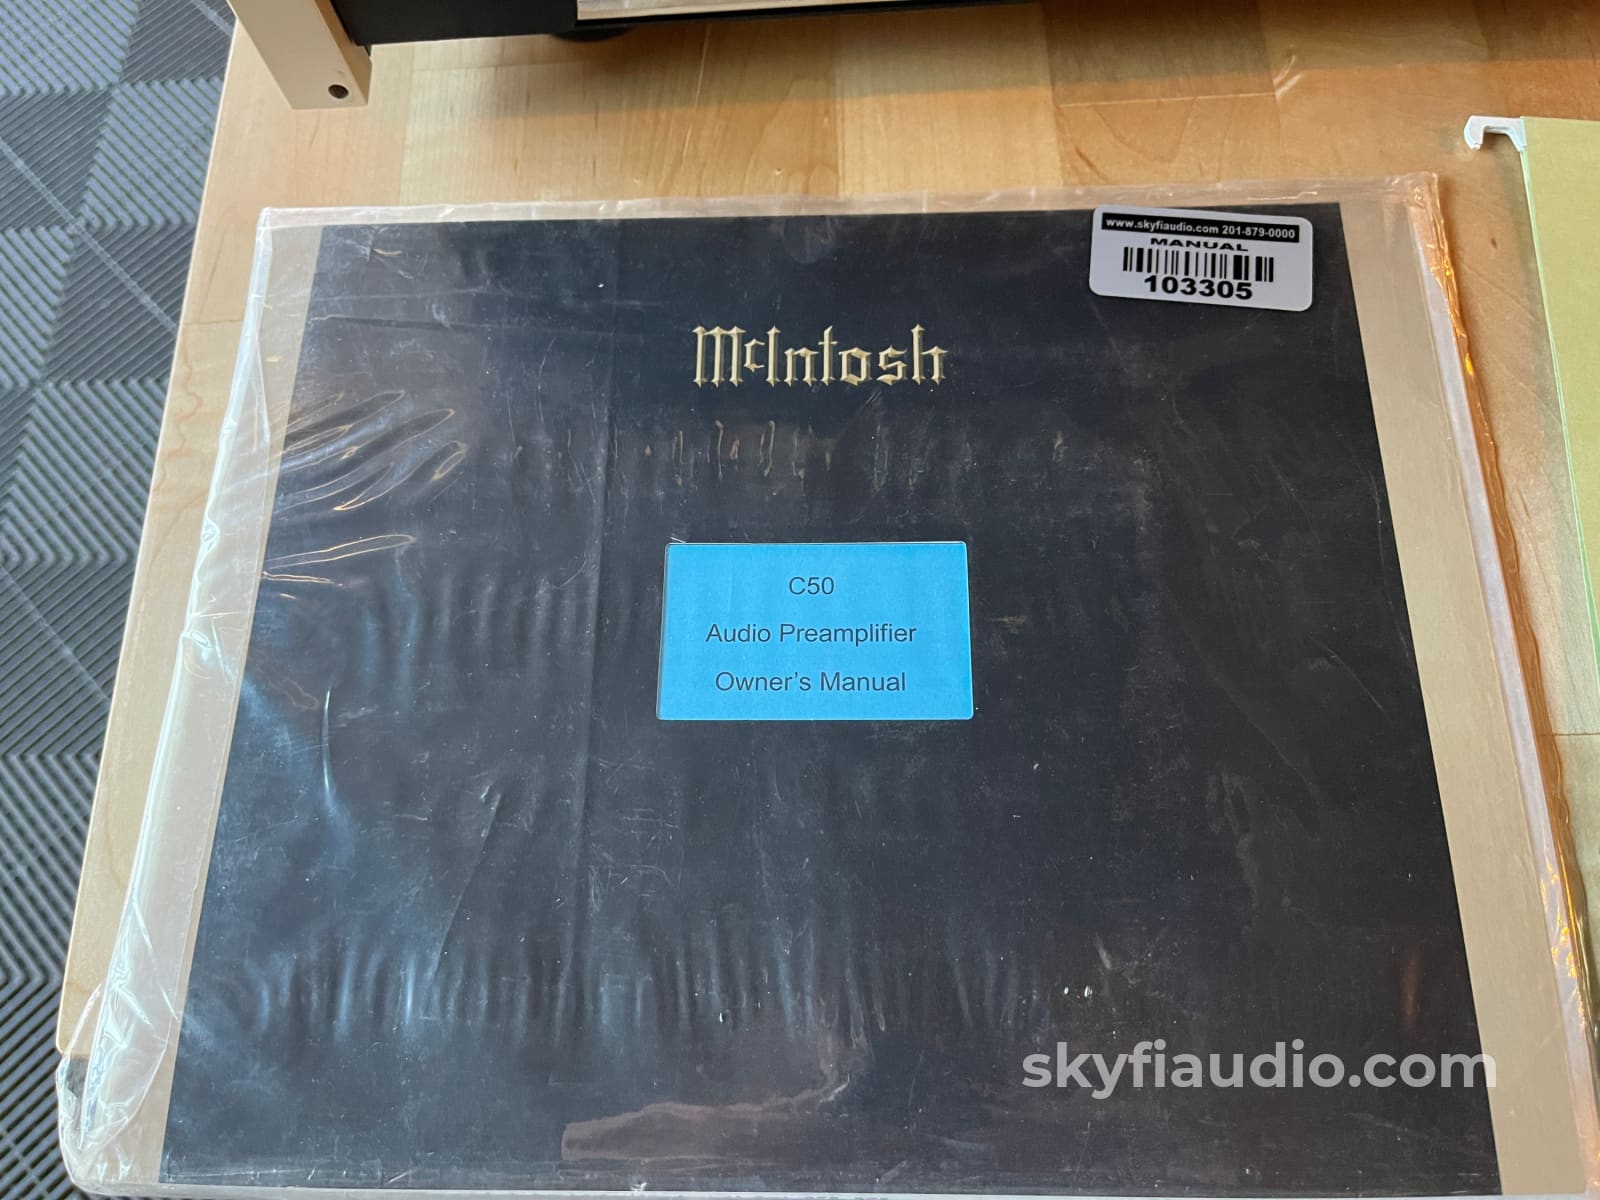 www.skyfiaudio.com 201-879-0000
MANUAL
103305
McIntosh
C50
Audio Preamplifier
Owner's Manual
skyfiaudio.com